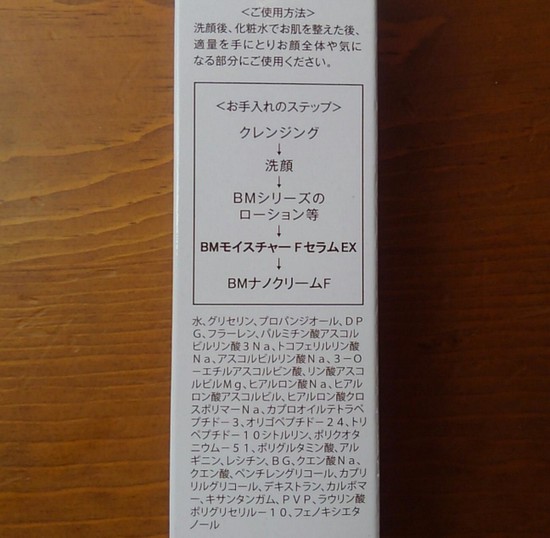 ＜ご使用方法＞
洗顔後、化粧水でお肌を整えた後、
適量を手にとりお顔全体や気に
なる部分にご使用ください。
＜お手入れのステップ＞
クレンジング
↓
洗顔
↓
BMシリーズの
ローション等
↓
BMモイスチャーFセラムEX
↓
BMナノクリームF
水、グリセリン、プロパンジオール、DP
G、フラーレン、パルミチン酸アスコル
ビルリン酸3Na、トコフェリルリン酸
Na、アスコルビルリン酸Na、3-O
ーエチルアスコルビン酸、リン酸アスコ
ルビルMg、ヒアルロン酸Na、ヒアル
ロン酸アスコルビル、ヒアルロン酸クロ
スポリマーNa、カプロオイルテトラペ
プチド-3、オリゴペプチド-24、トリ
ペプチド-10シトルリン、ポリクオタ
ニウム-51、ポリグルタミン酸、アル
ギニン、レシチン、BG、クエン酸Na、
クエン酸、ペンチレングリコール、カプリ
リルグリコール、デキストラン、カルボマ
ー、キサンタンガム、PVP、ラウリン酸
ポリグリセリル-10、フェノキシエタ
ノール